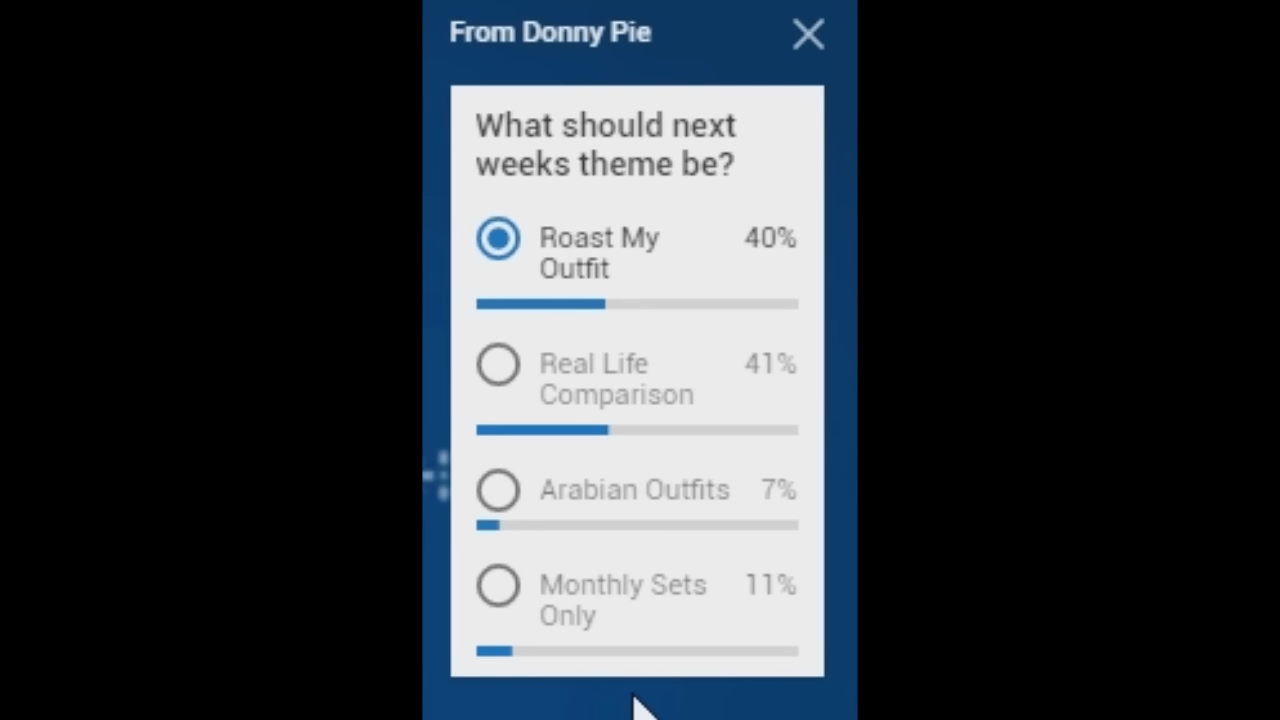 From Donny Pie
What should next
weeks theme be?
Roast My 40%
Outfit
Real Life 41%
Comparison
Arabian Outfits 7%
Monthly Sets 11%
Only